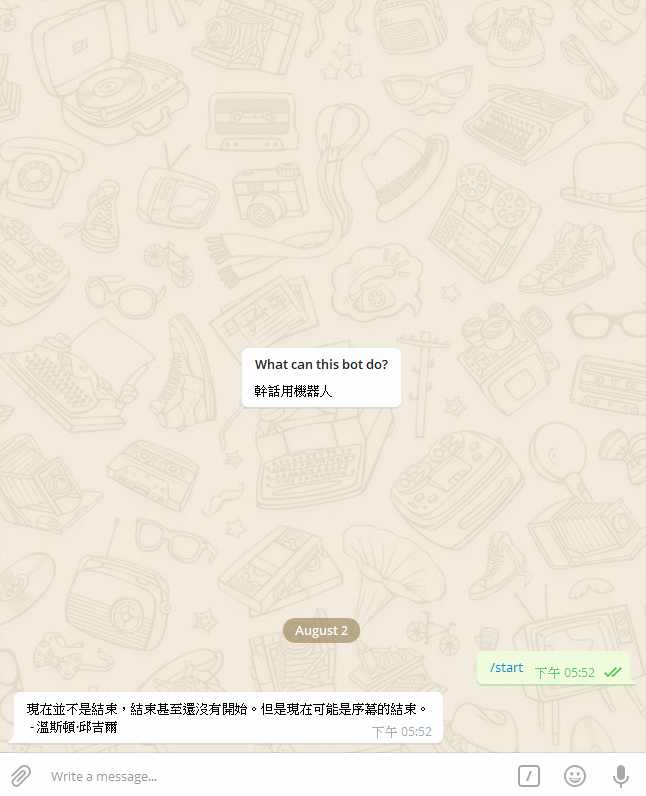 What can this bot do?
幹話用機器人
August 2
/start
下午 05:52
現在並不是結束，結束甚至還沒有開始。但是現在可能是序幕的結束。
- 溫斯頓·邱吉爾
下午 05:52
Write a message...